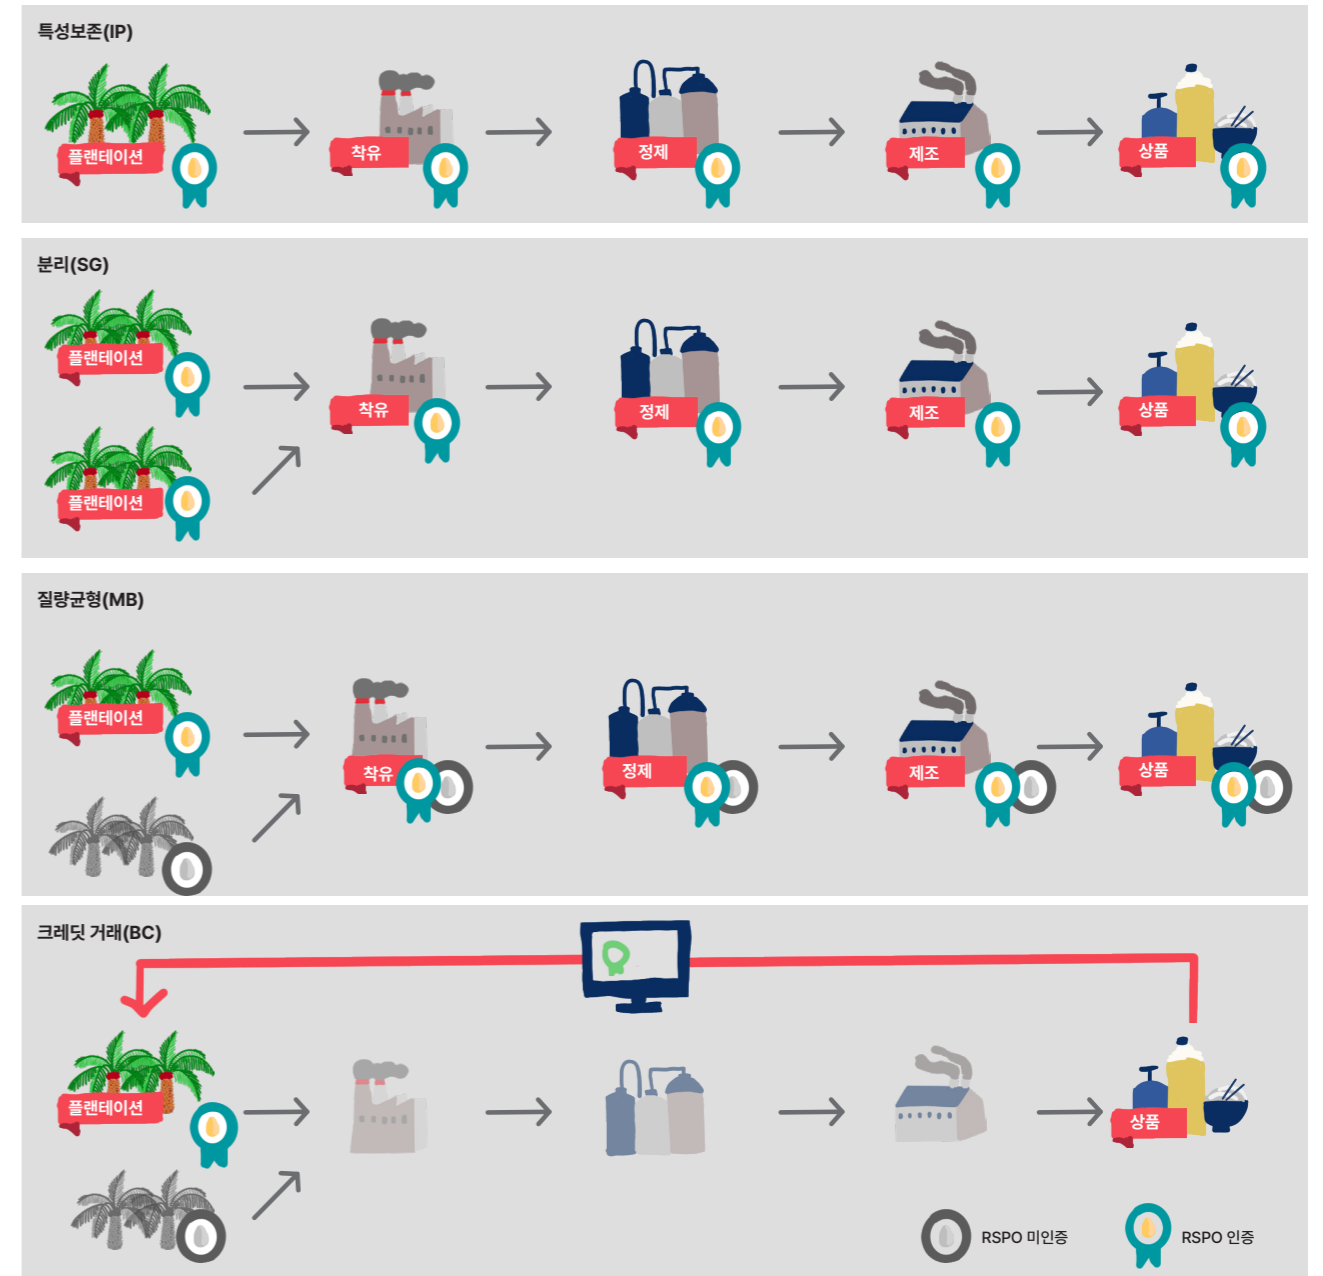 특성보존(IP)
플랜테이션
착유
정제
제조
상품
분리(SG)
플랜테이션
착유
정제
제조
상품
플랜테이션
질량균형(MB)
플랜테이션
착유
정제
제조
상품
크레딧 거래(BC)
플랜테이션
상품
RSPO 미인증
RSPO 인증